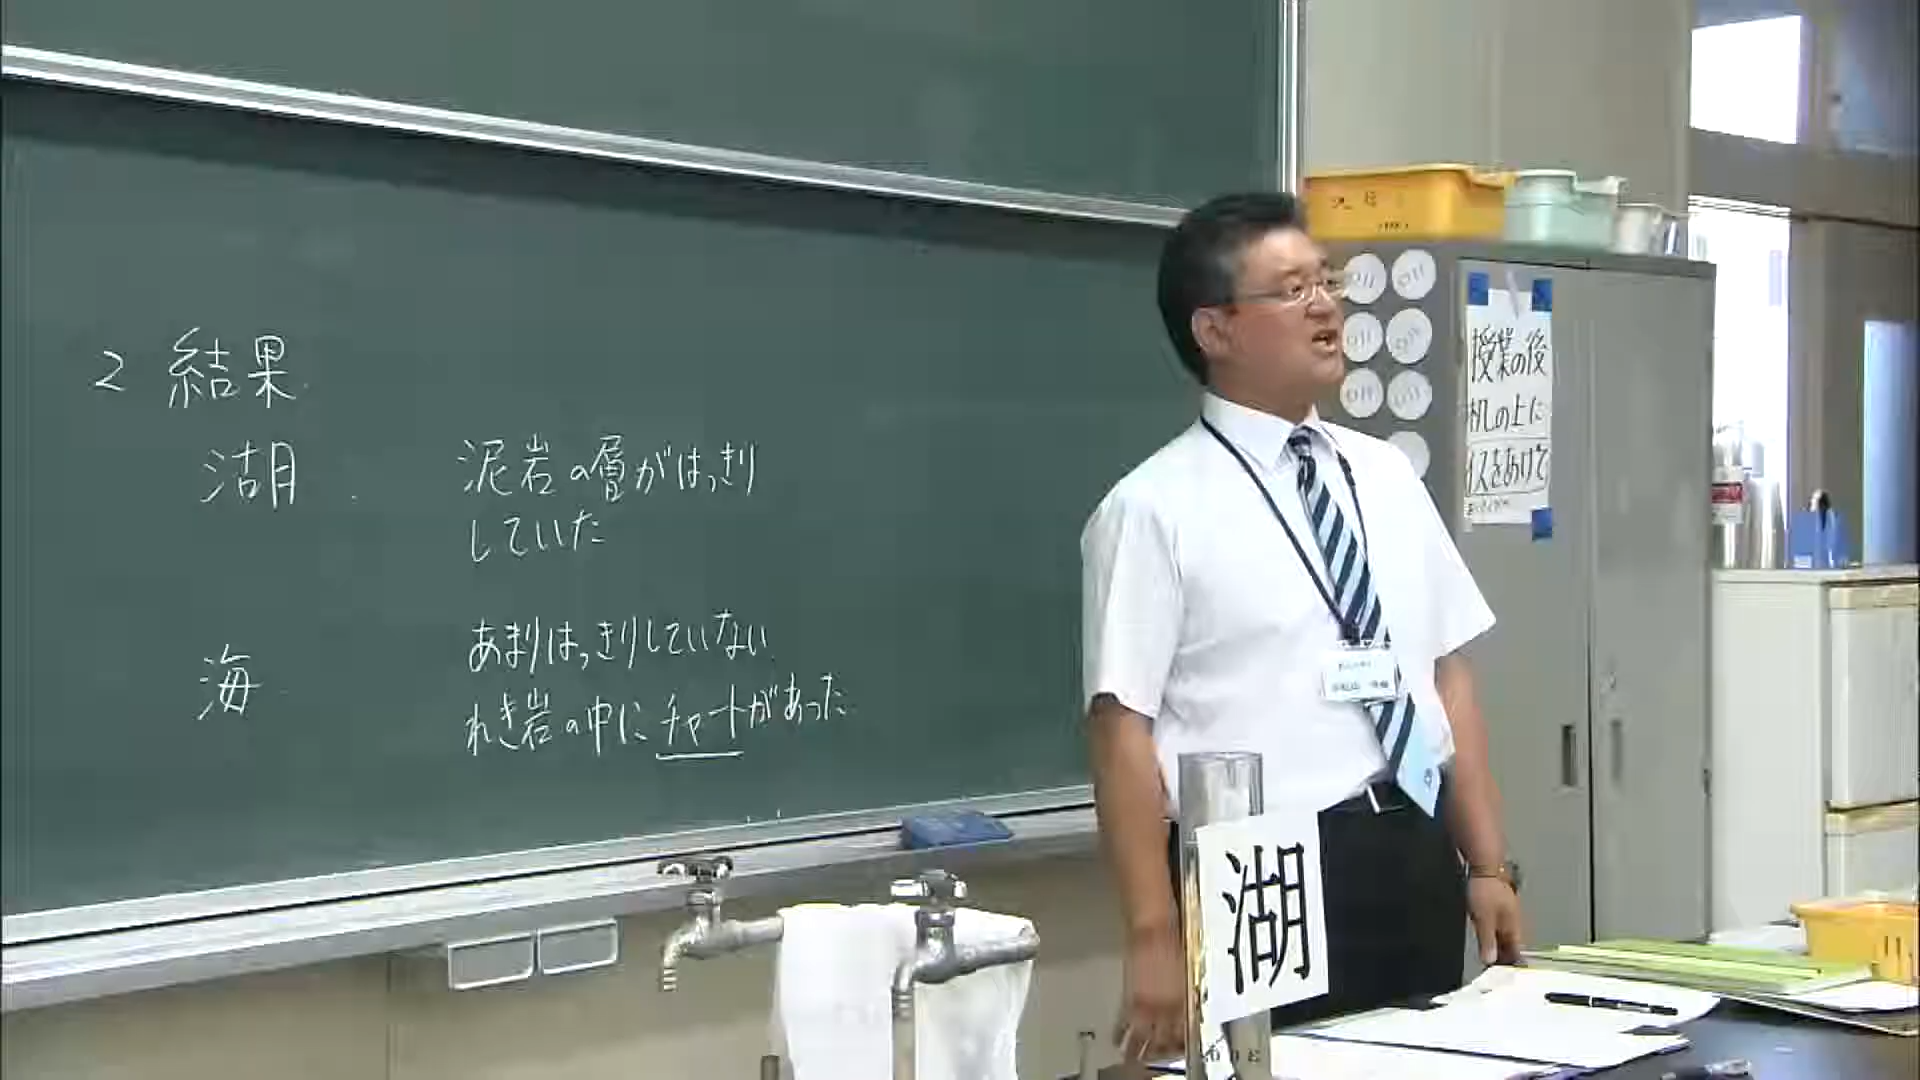 2 結果
湖 泥岩の層がはっきり
していた
海 あまりはっきりしていない
れき岩の中にチャートがあった
授業の後
机の上に
イスをあげて
湖